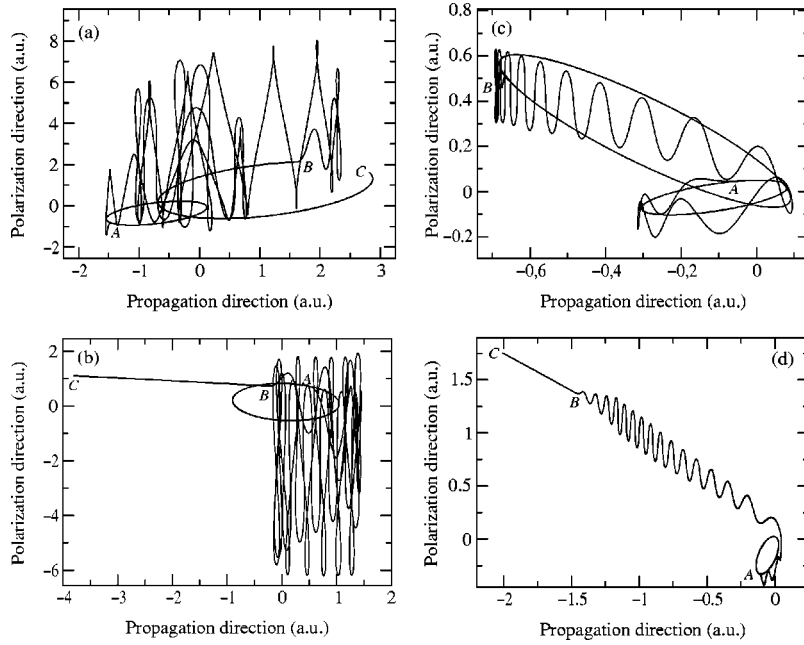 (a)
Polarization direction (a.u.)
8
6
4
2
0
−2
A
B
C
−2
−1
0
1
2
3
Propagation direction (a.u.)
(c)
Polarization direction (a.u.)
0.8
0.6
0.4
0.2
0
−0.2
B
A
−0,6
−0,4
−0,2
0
Propagation direction (a.u.)
(b)
Polarization direction (a.u.)
2
0
−2
−4
−6
C
B
A
−4
−3
−2
−1
0
1
2
Propagation direction (a.u.)
(d)
Polarization direction (a.u.)
1.5
1.0
0.5
0
C
B
A
−2.0
−1.5
−1.0
−0.5
0
Propagation direction (a.u.)